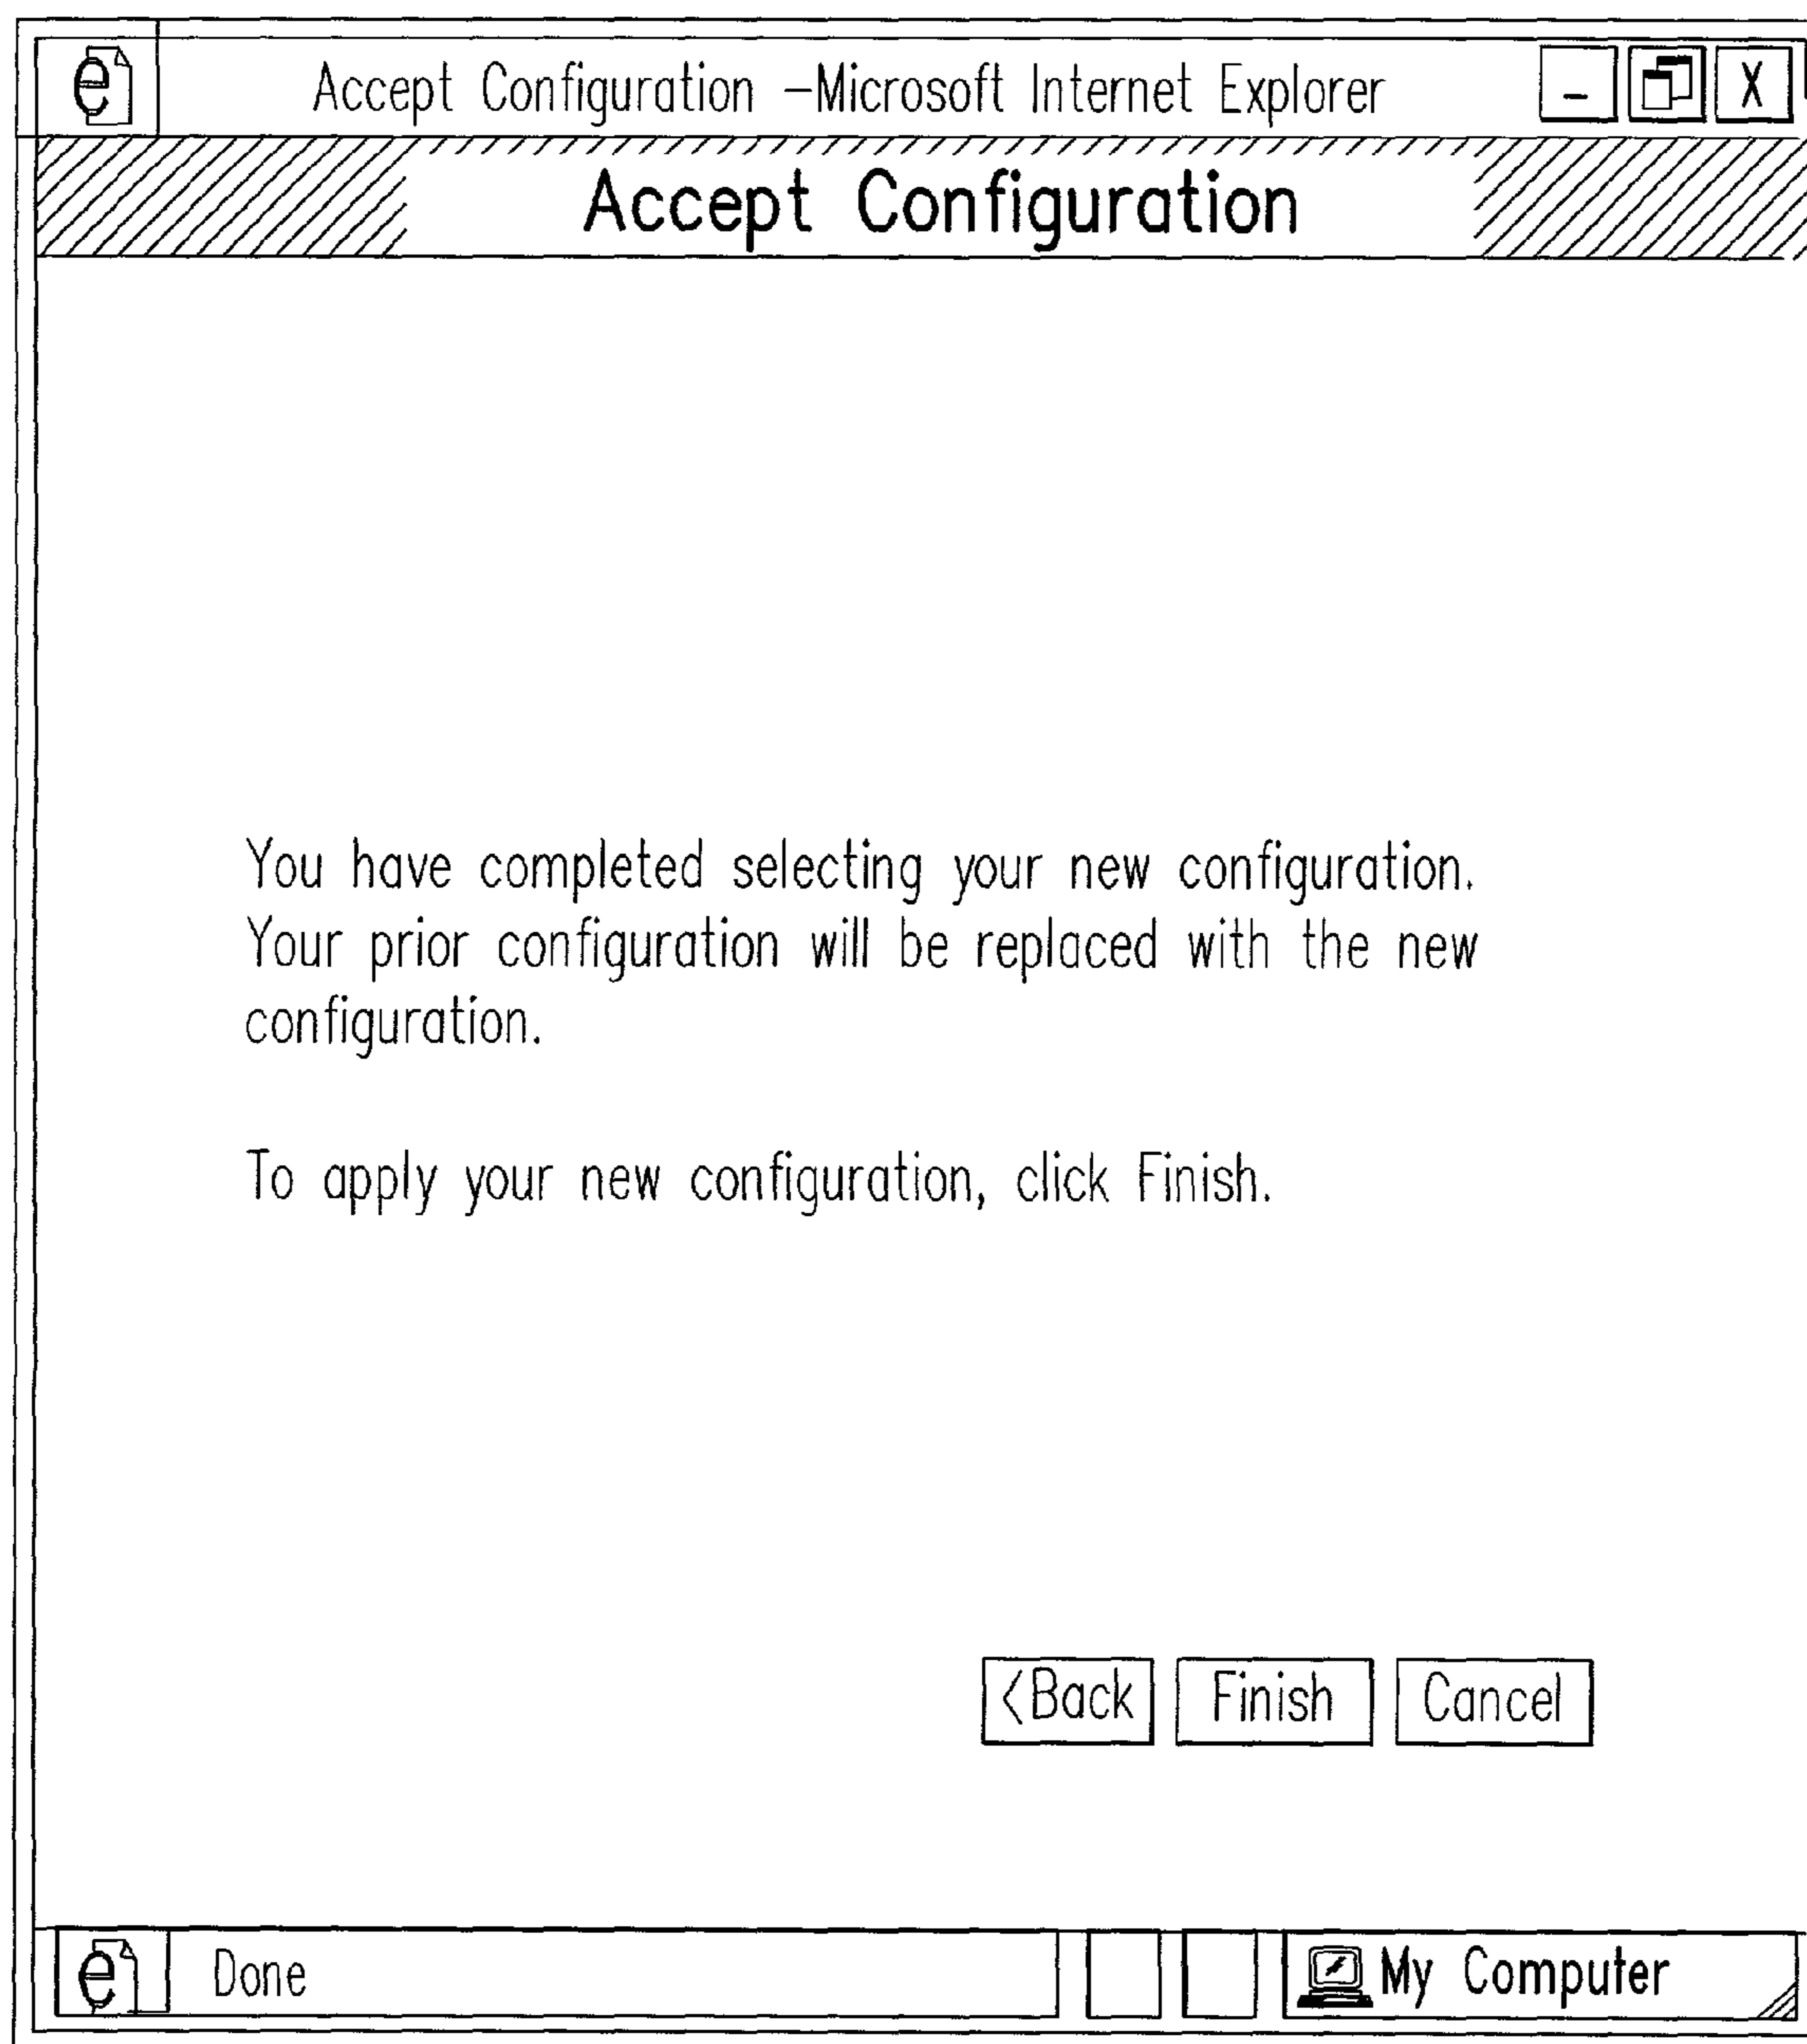 Accept Configuration –Microsoft Internet Explorer
Accept Configuration
You have completed selecting your new configuration.
Your prior configuration will be replaced with the new
configuration.
To apply your new configuration, click Finish.
<Back Finish Cancel
Done My Computer